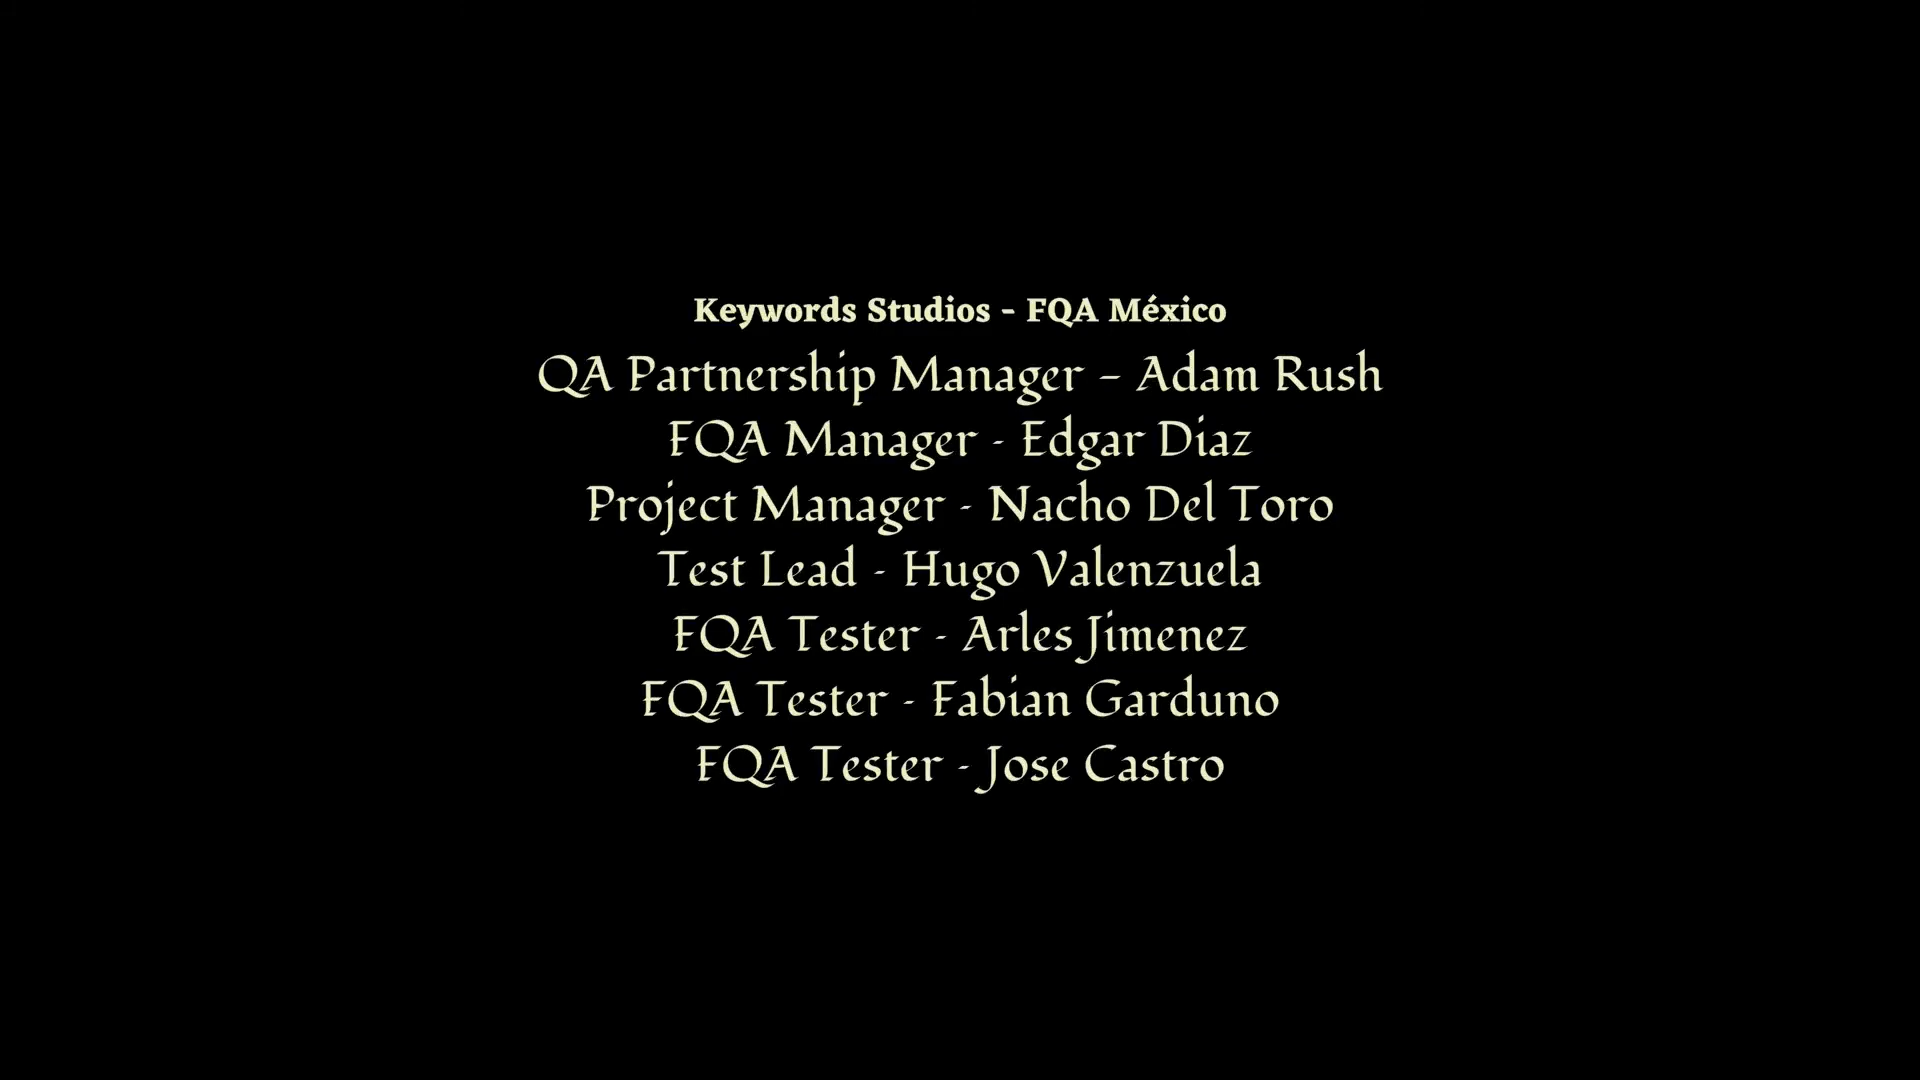 Keywords Studios - FQA México
QA Partnership Manager – Adam Rush
FQA Manager - Edgar Diaz
Project Manager - Nacho Del Toro
Test Lead - Hugo Valenzuela
FQA Tester - Arles Jimenez
FQA Tester - Fabian Garduno
FQA Tester - Jose Castro